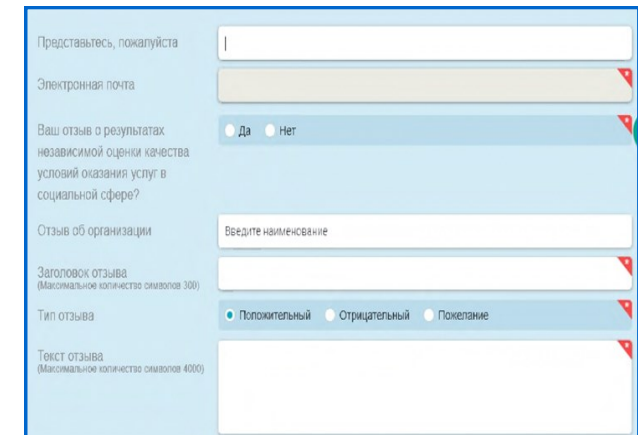 Представьтесь, пожалуйста
Электронная почта
Ваш отзыв о результатах
независимой оценки качества
условий оказания услуг в
социальной сфере?
Да Нет
Отзыв об организации
Введите наименование
Заголовок отзыва
(Максимальное количество символов 300)
Тип отзыва
Положительный Отрицательный Пожелание
Текст отзыва
(Максимальное количество символов 4000)